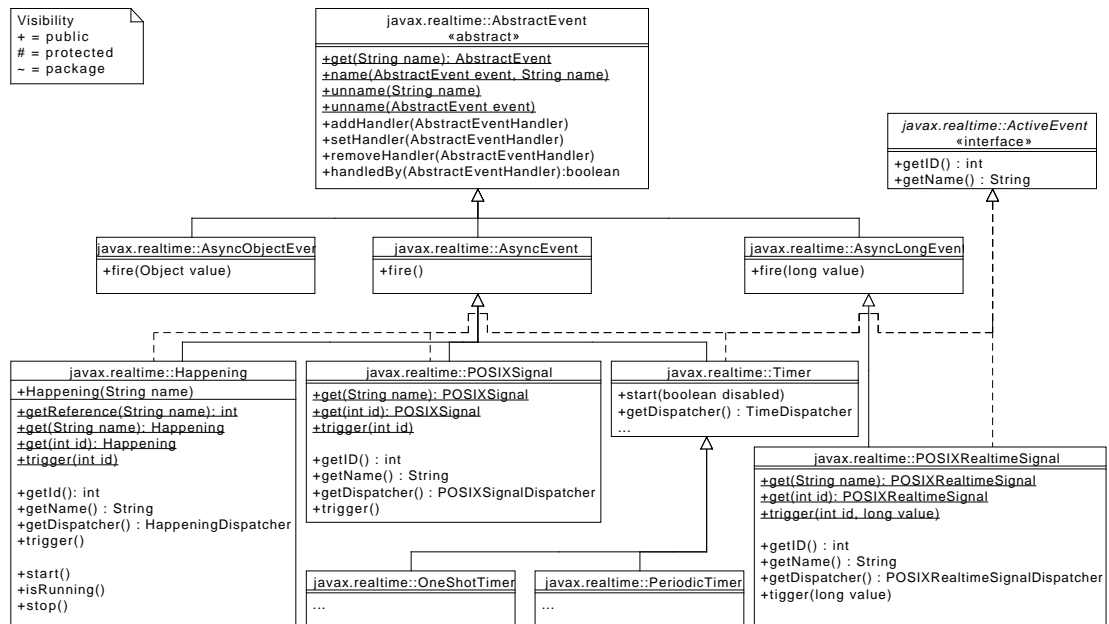 Visibility
+ = public
# = protected
~ = package
javax.realtime::AbstractEvent
«abstract»
+get(String name): AbstractEvent
+name(AbstractEvent event, String name)
+unname(String name)
+unname(AbstractEvent event)
+addHandler(AbstractEventHandler)
+setHandler(AbstractEventHandler)
+removeHandler(AbstractEventHandler)
+handledBy(AbstractEventHandler):boolean
javax.realtime::ActiveEvent
«interface»
+getID() : int
+getName() : String
javax.realtime::AsyncObjectEver
+fire(Object value)
javax.realtime::AsyncEvent
+fire()
javax.realtime::AsyncLongEvent
+fire(long value)
javax.realtime::Happening
+Happening(String name)
+getReference(String name): int
+get(String name): Happening
+get(int id): Happening
+trigger(int id)
+getId(): int
+getName() : String
+getDispatcher() : HappeningDispatcher
+trigger()
+start()
+isRunning()
+stop()
javax.realtime::POSIXSignal
+get(String name): POSIXSignal
+get(int id): POSIXSignal
+trigger(int id)
+getID() : int
+getName() : String
+getDispatcher() : POSIXSignalDispatcher
+trigger()
javax.realtime::Timer
+start(boolean disabled)
+getDispatcher() : TimeDispatcher
...
javax.realtime::POSIXRealtimeSignal
+get(String name): POSIXRealtimeSignal
+get(int id): POSIXRealtimeSignal
+trigger(int id, long value)
+getID() : int
+getName() : String
+getDispatcher() : POSIXRealtimeSignalDispatcher
+tigger(long value)
javax.realtime::OneShotTimer
...
javax.realtime::PeriodicTimer
...